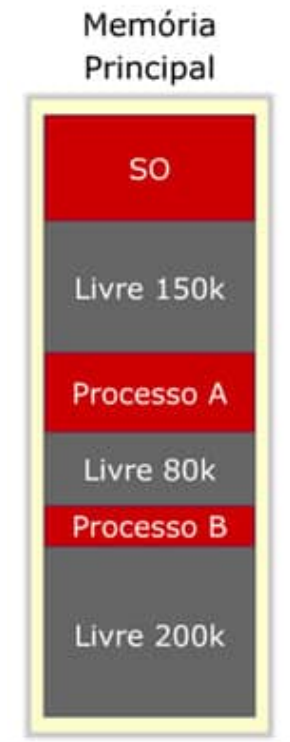 Memória
Principal
SO
Livre 150k
Processo A
Livre 80k
Processo B
Livre 200k